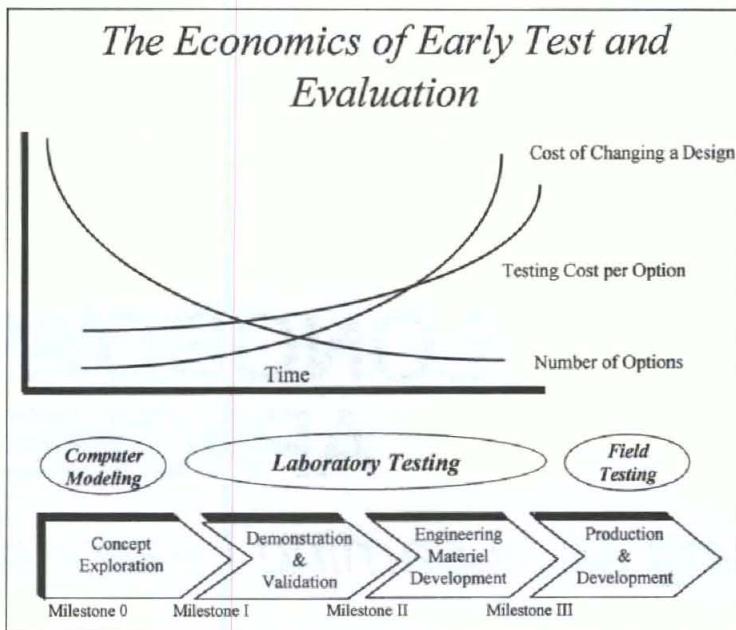 The Economics of Early Test and
Evaluation
Cost of Changing a Design
Testing Cost per Option
Number of Options
Time
Computer
Modeling
Laboratory Testing
Field
Testing
Concept
Exploration
Demonstration
&
Validation
Engineering
Materiel
Development
Production
&
Development
Milestone 0
Milestone I
Milestone II
Milestone III